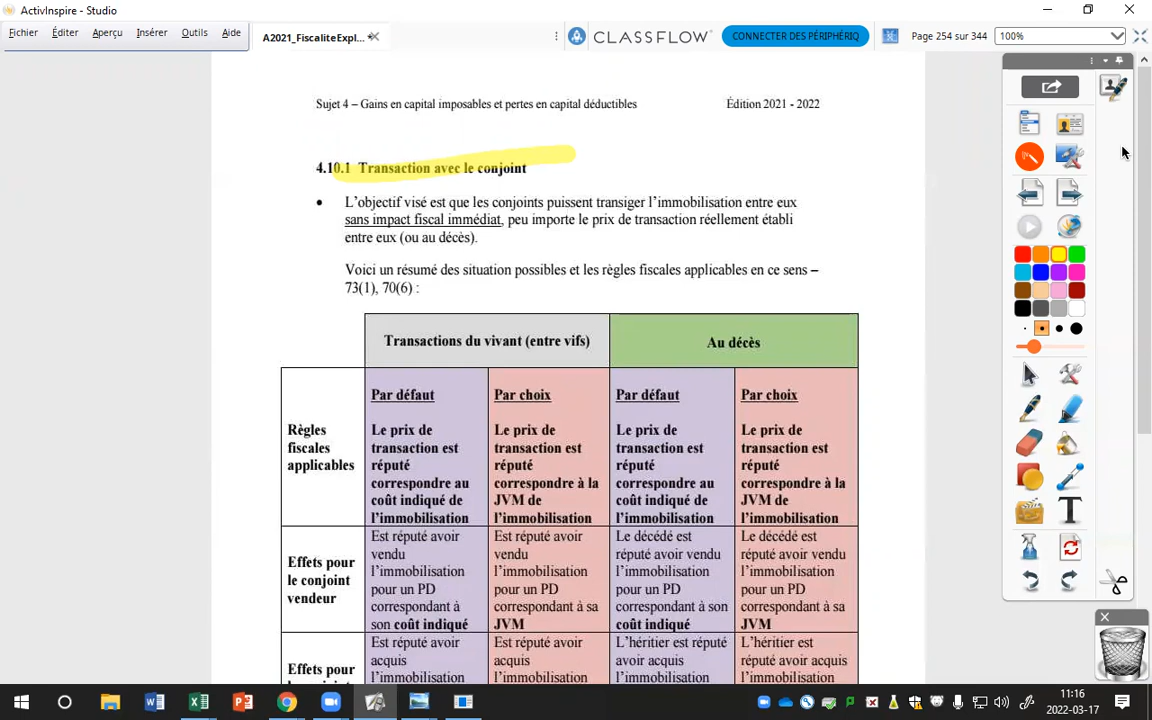 ActivInspire - Studio
Fichier Éditer Aperçu Insérer Outils Aide
A2021_FiscaliteExpl...
CLASSFLOW
CONNECTER DES PÉRIPHÉRIQ
Page 254 sur 344
100%
Sujet 4 – Gains en capital imposables et pertes en capital déductibles
Édition 2021 - 2022
4.10.1 Transaction avec le conjoint
• L'objectif visé est que les conjoints puissent transiger l'immobilisation entre eux
sans impact fiscal immédiat, peu importe le prix de transaction réellement établi
entre eux (ou au décès).
Voici un résumé des situation possibles et les règles fiscales applicables en ce sens –
73(1), 70(6) :
Transactions du vivant (entre vifs)
Au décès
Règles
fiscales
applicables
Par défaut
Le prix de
transaction est
réputé
correspondre au
coût indiqué de
l'immobilisation
Par choix
Le prix de
transaction est
réputé
correspondre à la
JVM de
l'immobilisation
Par défaut
Le prix de
transaction est
réputé
correspondre au
coût indiqué de
l'immobilisation
Par choix
Le prix de
transaction est
réputé
correspondre à la
JVM de
l'immobilisation
Effets pour
le conjoint
vendeur
Est réputé avoir
vendu
l'immobilisation
pour un PD
correspondant à
son coût indiqué
Est réputé avoir
vendu
l'immobilisation
pour un PD
correspondant à sa
JVM
Le décédé est
réputé avoir vendu
l'immobilisation
pour un PD
correspondant à son
coût indiqué
Le décédé est
réputé avoir vendu
l'immobilisation
pour un PD
correspondant à sa
JVM
Effets pour
Est réputé avoir
acquis
l'immobilisation
Est réputé avoir
acquis
l'immobilisation
L'héritier est réputé
avoir acquis
l'immobilisation
L'héritier est
réputé avoir acquis
l'immobilisation
11:16
2022-03-17